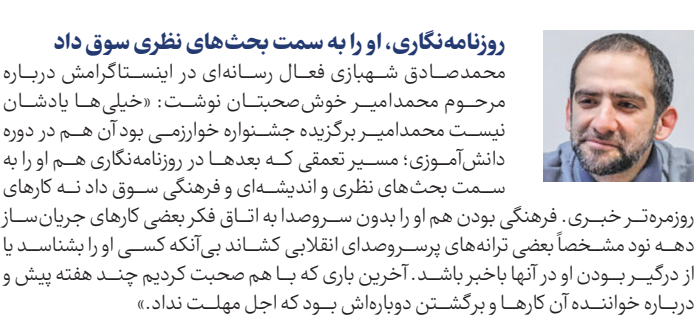 روزنامه‌نگاری، او را به سمت بحث‌های نظری سوق داد
محمدصادق شهبازی فعال رسانه‌ای در اینستاگرامش درباره
مرحوم محمدامیر خوش‌صحبتان نوشت: «خیلی‌ها یادشان
نیست محمدامیر برگزیده جشنواره خوارزمی بود آن هم در دوره
دانش‌آموزی؛ مسیر تعمقی که بعدها در روزنامه‌نگاری هم او را به
سمت بحث‌های نظری و اندیشه‌ای و فرهنگی سوق داد نه کارهای
روزمره‌تر خبری. فرهنگی بودن هم او را بدون سروصدا به اتاق فکر بعضی کارهای جریان‌ساز
دهه نود مشخصاً بعضی ترانه‌های پرسروصدای انقلابی کشاند بی‌آنکه کسی او را بشناسد یا
از درگیر بودن او در آنها باخبر باشد. آخرین باری که با هم صحبت کردیم چند هفته پیش و
درباره خواننده آن کارها و برگشتن دوباره‌اش بود که اجل مهلت نداد.»